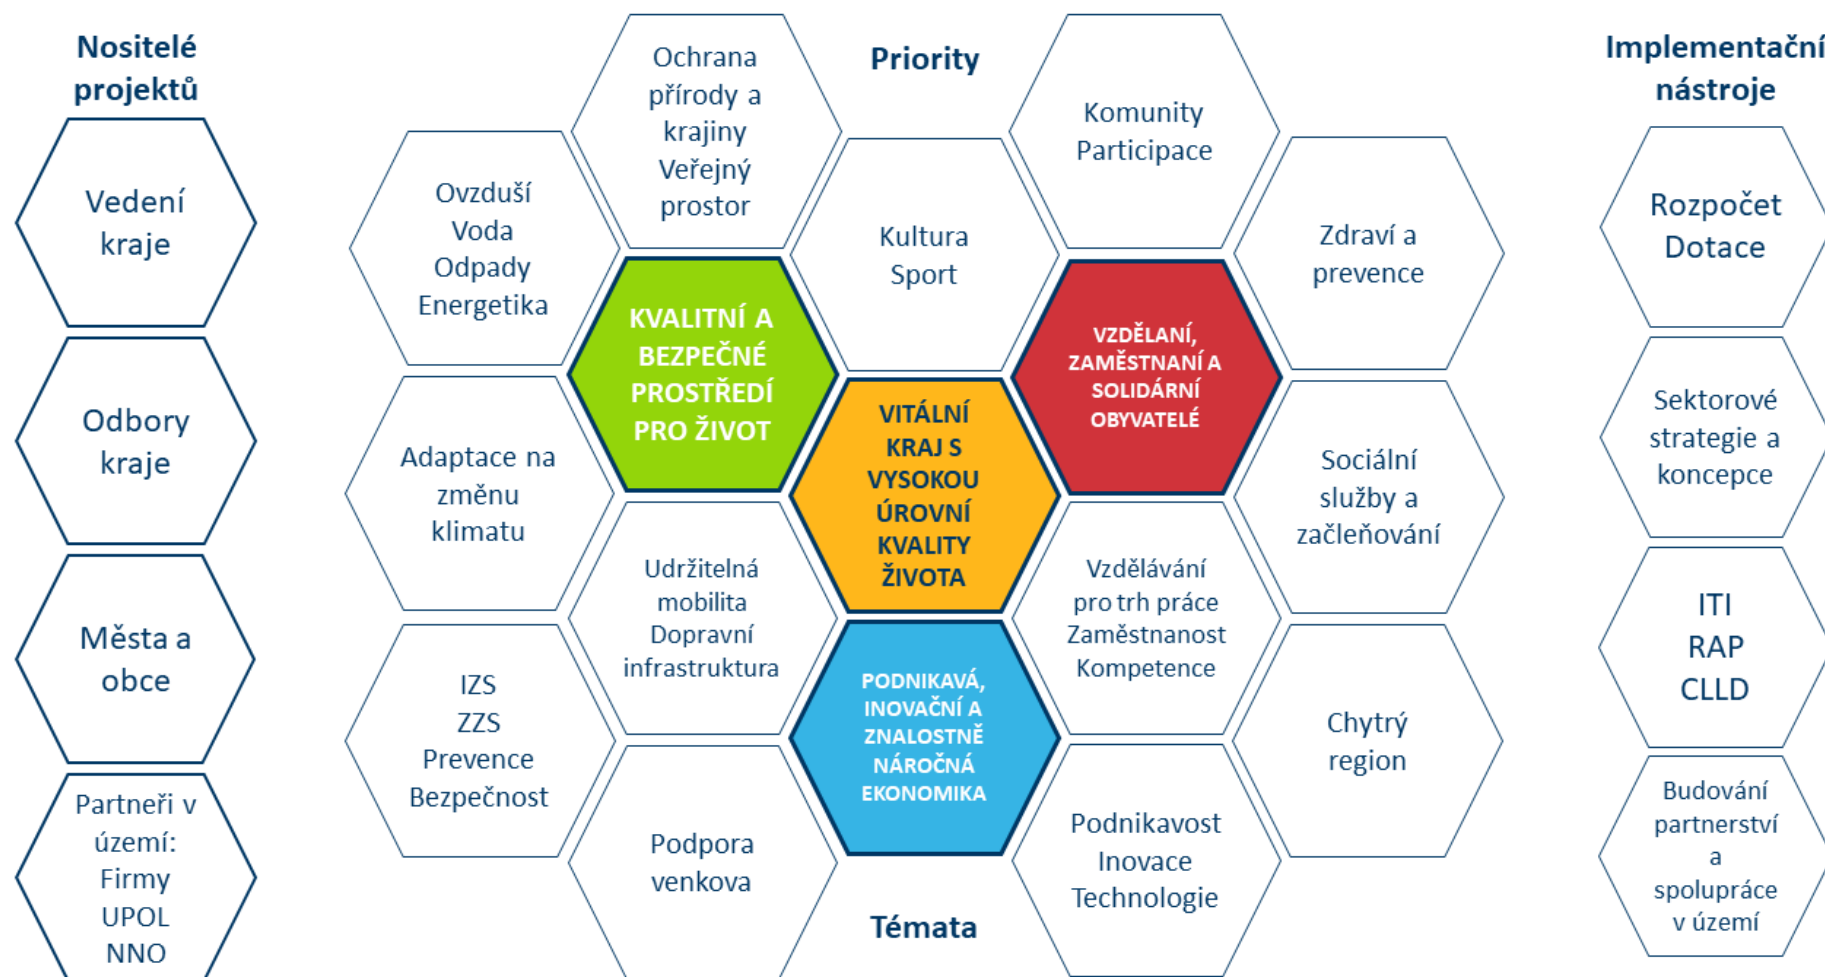 Nositelé
projektů
Vedení
kraje
Odbory
kraje
Města a
obce
Partneři v
území:
Firmy
UPOL
NNO
Priority
Ochrana
přírody a
krajiny
Veřejný
prostor
Komunity
Participace
Ovzduší
Voda
Odpady
Energetika
Kultura
Sport
Zdraví a
prevence
KVALITNÍ A
BEZPEČNÉ
PROSTŘEDÍ
PRO ŽIVOT
VZDĚLANÍ,
ZAMĚSTNANÍ A
SOLIDÁRNÍ
OBYVATELÉ
Adaptace na
změnu
klimatu
VITÁLNÍ
KRAJ S
VYSOKOU
ÚROVNÍ
KVALITY
ŽIVOTA
Sociální
služby a
začleňování
Udržitelná
mobilita
Dopravní
infrastruktura
Vzdělávání
pro trh práce
Zaměstnanost
Kompetence
IZS
ZZS
Prevence
Bezpečnost
PODNIKAVÁ,
INOVAČNÍ A
ZNALOSTNĚ
NÁROČNÁ
EKONOMIKA
Chytrý
region
Podpora
venkova
Podnikavost
Inovace
Technologie
Témata
Implementační
nástroje
Rozpočet
Dotace
Sektorové
strategie a
koncepce
ITI
RAP
CLLD
Budování
partnerství
a
spolupráce
v území